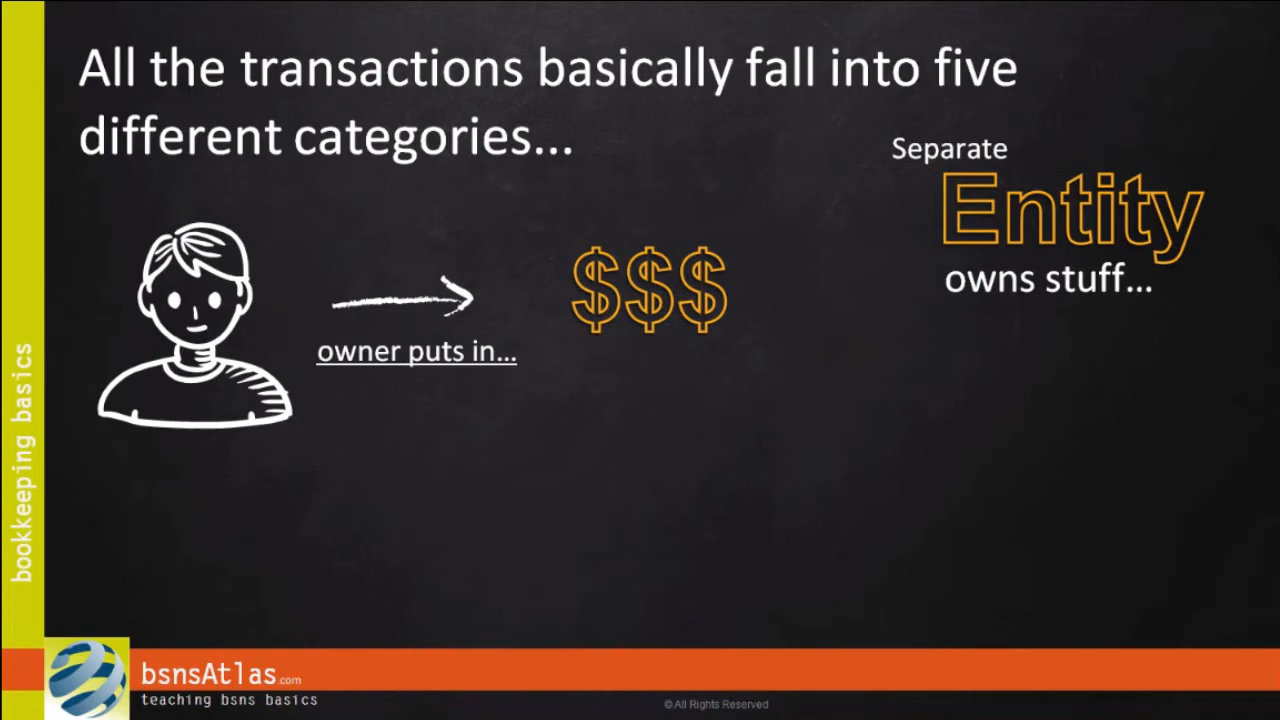 All the transactions basically fall into five
different categories...
Separate
Entity
owns stuff...
$$$
owner puts in...
bookkeeping basics
bsnsAtlas.com
teaching bsns basics
© All Rights Reserved